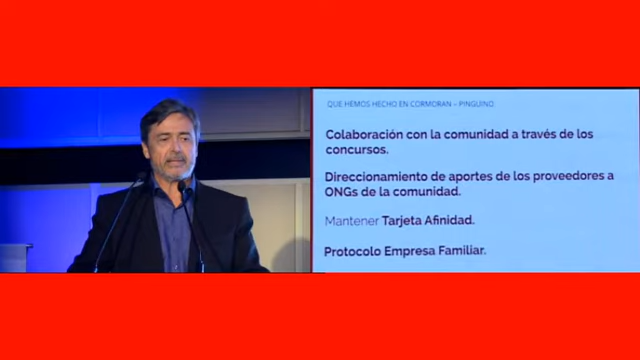 QUE HEMOS HECHO EN CORMORAN – PINGUINO
Colaboración con la comunidad a través de los
concursos.
Direccionamiento de aportes de los proveedores a
ONGs de la comunidad.
Mantener Tarjeta Afinidad.
Protocolo Empresa Familiar.